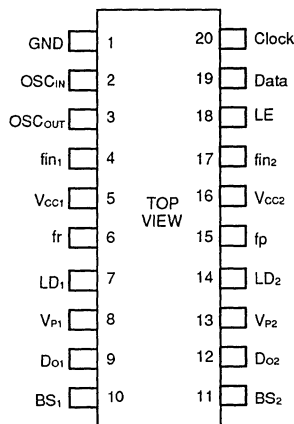 GND 1 20 Clock
OSCIN 2 19 Data
OSCOUT 3 18 LE
fin1 4 17 fin2
VCC1 5 16 VCC2
TOP
VIEW
fr 6 15 fp
LD1 7 14 LD2
VP1 8 13 VP2
DO1 9 12 DO2
BS1 10 11 BS2